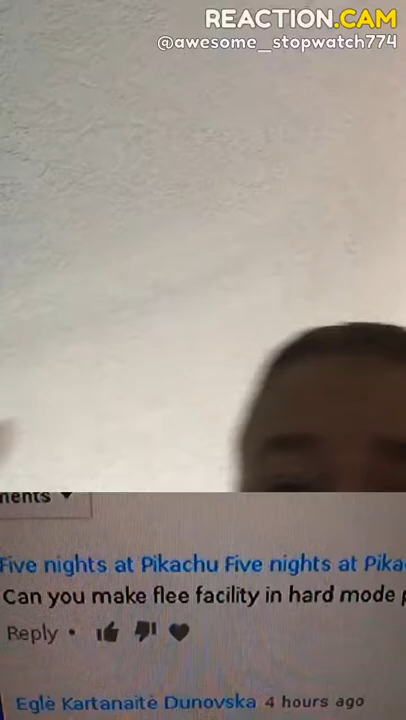 REACTION.CAM
@awesome_stopwatch774
ments
Five nights at Pikachu Five nights at Pika
Can you make flee facility in hard mode p
Reply •
Eglė Kartanaitė Dunovska 4 hours ago